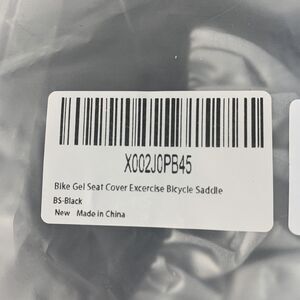 X002J0PB45
Bike Gel Seat Cover Excercise Bicycle Saddle
BS-Black
New Made in China